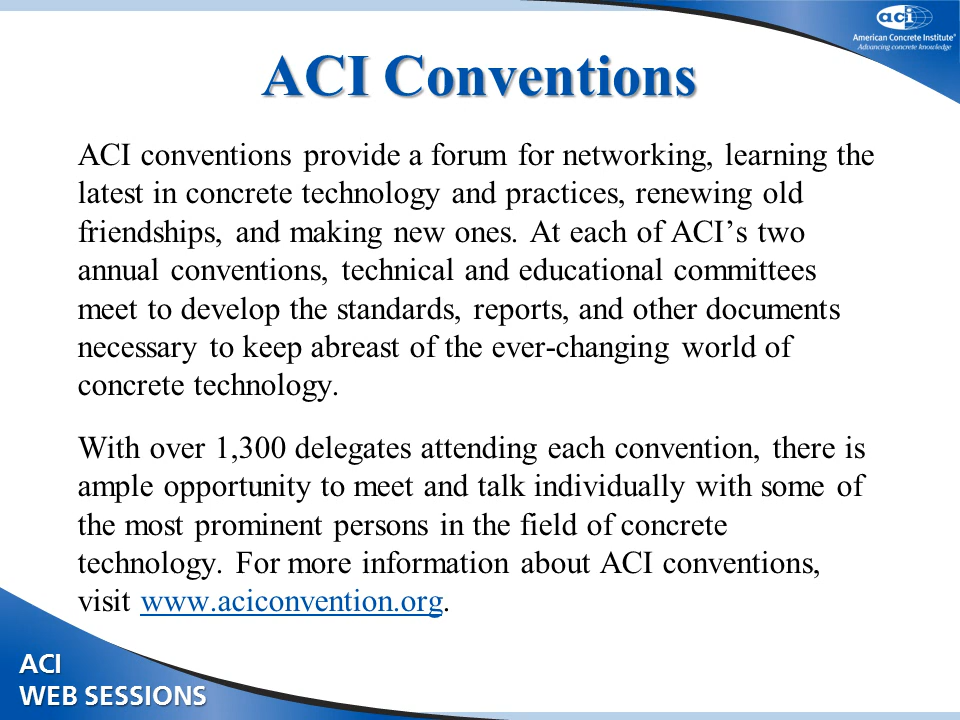 aci
American Concrete Institute®
Advancing concrete knowledge
ACI Conventions
ACI conventions provide a forum for networking, learning the
latest in concrete technology and practices, renewing old
friendships, and making new ones. At each of ACI’s two
annual conventions, technical and educational committees
meet to develop the standards, reports, and other documents
necessary to keep abreast of the ever-changing world of
concrete technology.
With over 1,300 delegates attending each convention, there is
ample opportunity to meet and talk individually with some of
the most prominent persons in the field of concrete
technology. For more information about ACI conventions,
visit www.aciconvention.org.
ACI
WEB SESSIONS